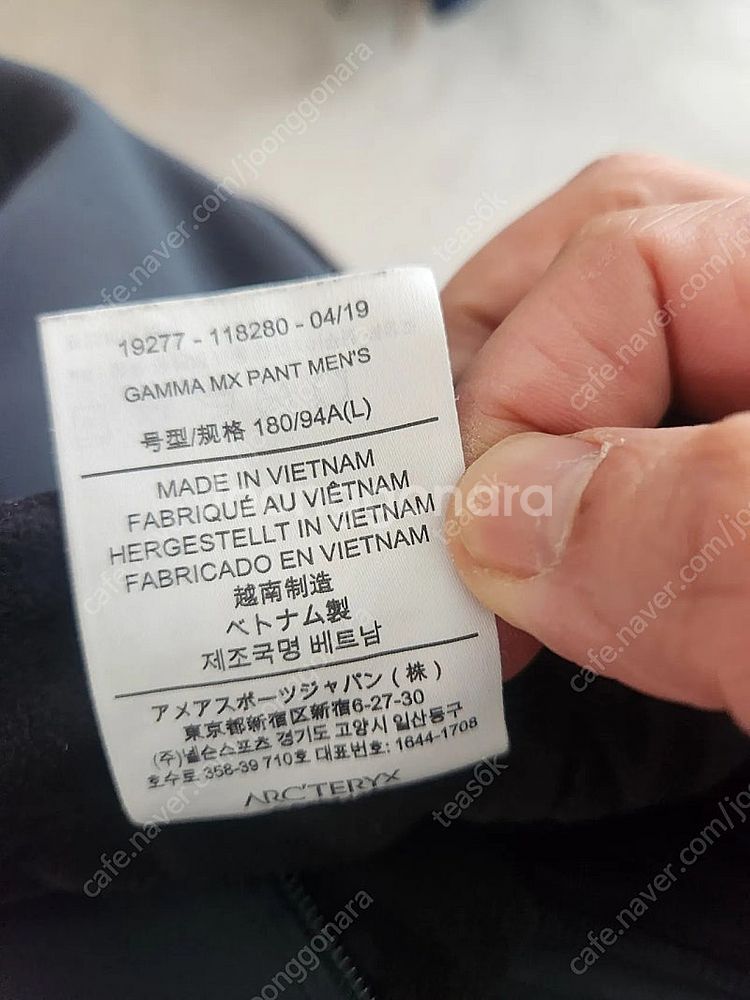 19277 - 118280 - 04/19
GAMMA MX PANT MEN'S
号型/规格 180/94A(L)
MADE IN VIETNAM
FABRIQUÉ AU VIÊTNAM
HERGESTELLT IN VIETNAM
FABRICADO EN VIETNAM
越南制造
ベトナム製
제조국명 베트남
アメアスポーツジャパン ( 株 )
東京都新宿区新宿6-27-30
(주)넬슨스포츠 경기도 고양시 일산동구
호수로 358-39 710호 대표번호: 1644-1708
ARC'TERYX
joonggonara
cafe.naver.com/joonggonara
teas6k